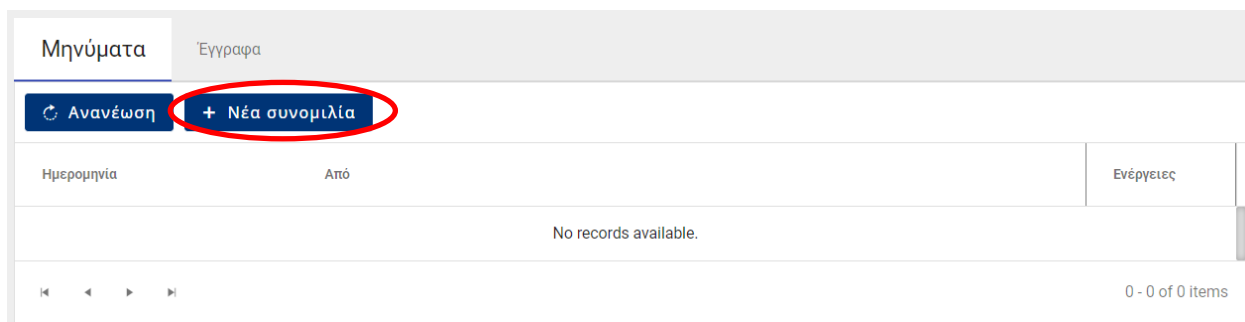 Μηνύματα Έγγραφα
Ανανέωση + Νέα συνομιλία
Ημερομηνία Από Ενέργειες
No records available.
0 - 0 of 0 items